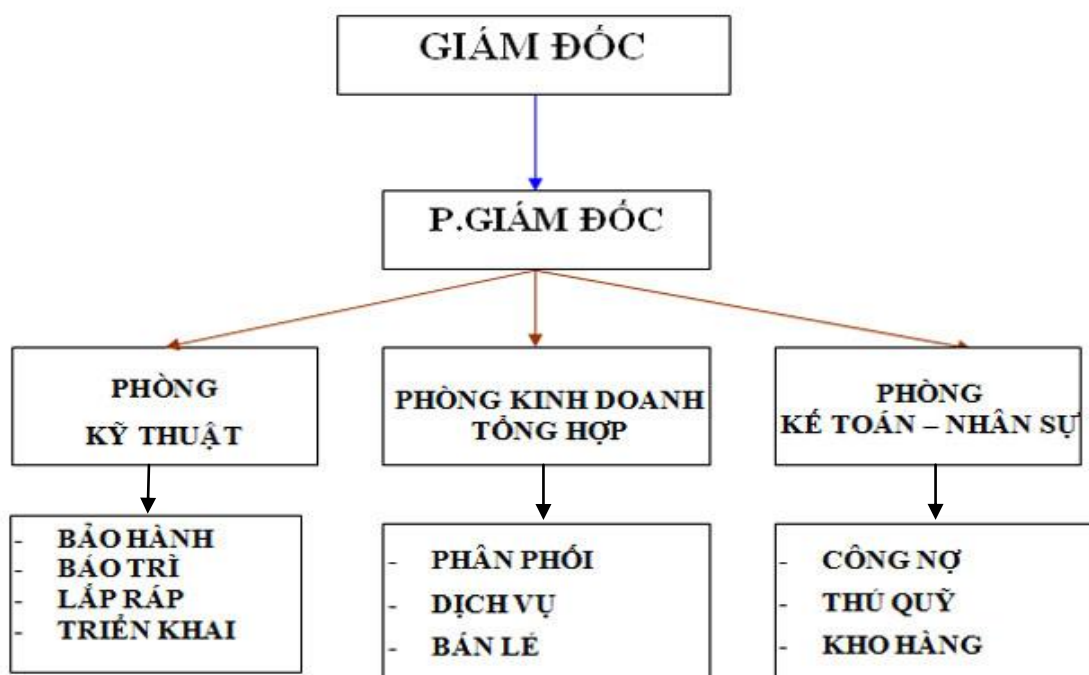 GIÁM ĐỐC
P.GIÁM ĐỐC
PHÒNG
KỸ THUẬT
PHÒNG KINH DOANH
TỔNG HỢP
PHÒNG
KẾ TOÁN – NHÂN SỰ
- BẢO HÀNH
- BẢO TRÌ
- LẮP RÁP
- TRIỂN KHAI
- PHÂN PHỐI
- DỊCH VỤ
- BÁN LẺ
- CÔNG NỢ
- THỦ QUỸ
- KHO HÀNG